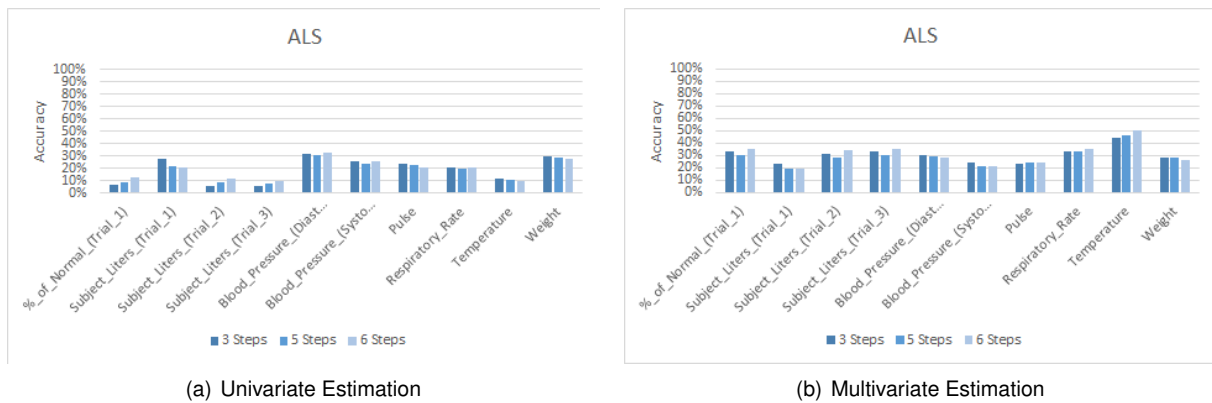 ALS
100%
90%
80%
70%
60%
50%
40%
30%
20%
10%
0%
Accuracy
%_of_Normal_(Trial_1)
Subject_Liters_(Trial_1)
Subject_Liters_(Trial_2)
Subject_Liters_(Trial_3)
Blood_Pressure_(Diast...
Blood_Pressure_(Systo...
Pulse
Respiratory_Rate
Temperature
Weight
3 Steps 5 Steps 6 Steps
(a) Univariate Estimation
ALS
100%
90%
80%
70%
60%
50%
40%
30%
20%
10%
0%
Accuracy
%_of_Normal_(Trial_1)
Subject_Liters_(Trial_1)
Subject_Liters_(Trial_2)
Subject_Liters_(Trial_3)
Blood_Pressure_(Diast...
Blood_Pressure_(Systo...
Pulse
Respiratory_Rate
Temperature
Weight
3 Steps 5 Steps 6 Steps
(b) Multivariate Estimation